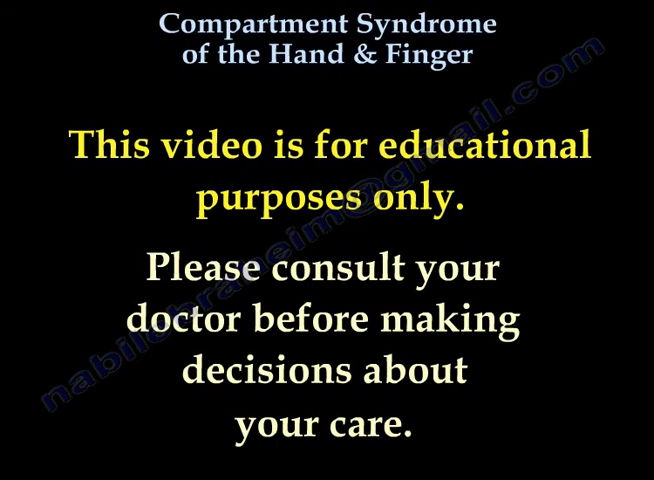 Compartment Syndrome
of the Hand & Finger
This video is for educational
purposes only.
Please consult your
doctor before making
decisions about
your care.
nabilebraheim@gmail.com